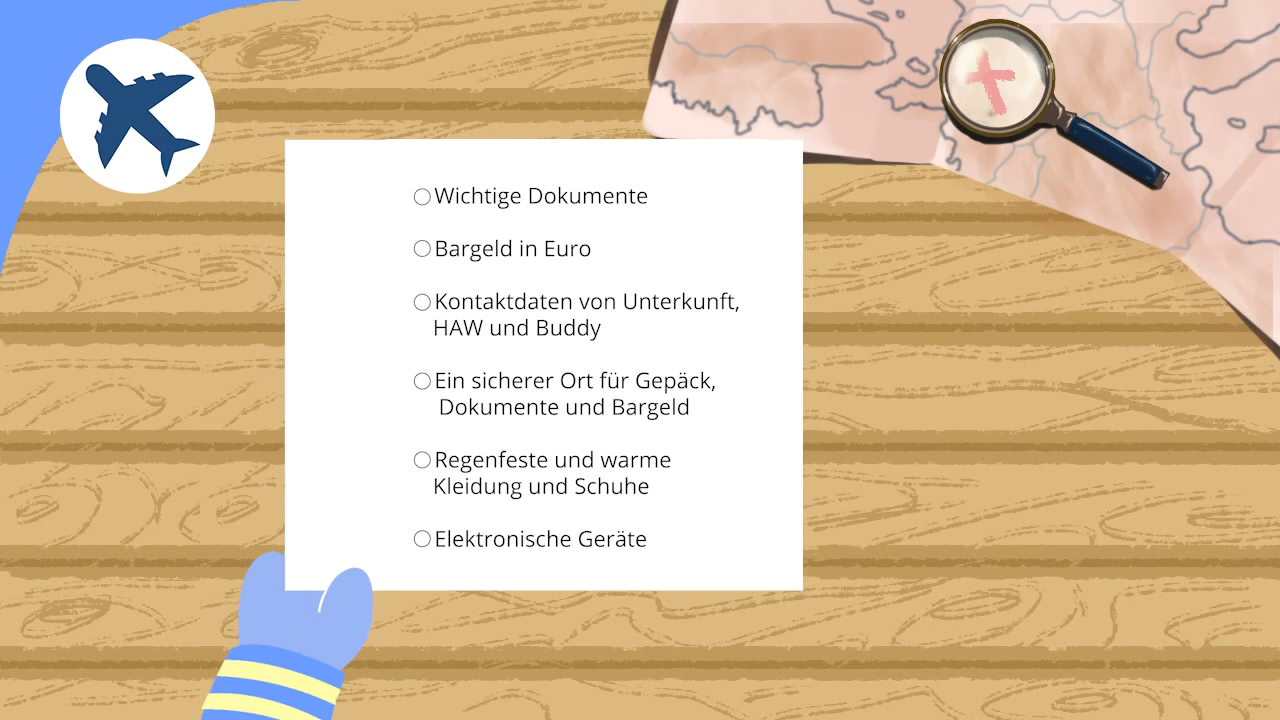 Wichtige Dokumente
Bargeld in Euro
Kontaktdaten von Unterkunft,
HAW und Buddy
Ein sicherer Ort für Gepäck,
Dokumente und Bargeld
Regenfeste und warme
Kleidung und Schuhe
Elektronische Geräte